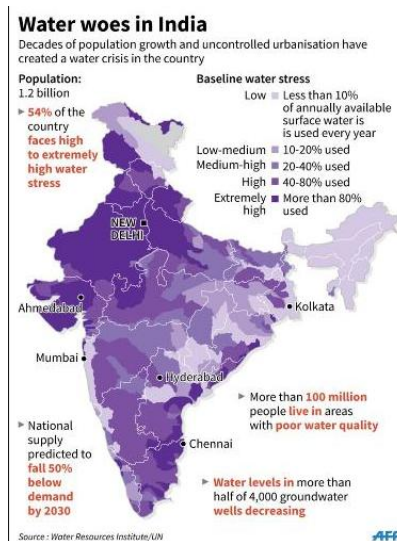 Water woes in India
Decades of population growth and uncontrolled urbanisation have
created a water crisis in the country
Population:
1.2 billion
54% of the
country
faces high
to extremely
high water
stress
Baseline water stress
Low Less than 10%
of annually available
surface water is
is used every year
Low-medium 10-20% used
Medium-high 20-40% used
High 40-80% used
Extremely
high More than 80%
used
NEW
DELHI
Ahmedabad
Kolkata
Mumbai
Hyderabad
Chennai
More than 100 million
people live in areas
with poor water quality
National
supply
predicted to
fall 50%
below
demand
by 2030
Water levels in more than
half of 4,000 groundwater
wells decreasing
Source : Water Resources Institute/UN
AFP